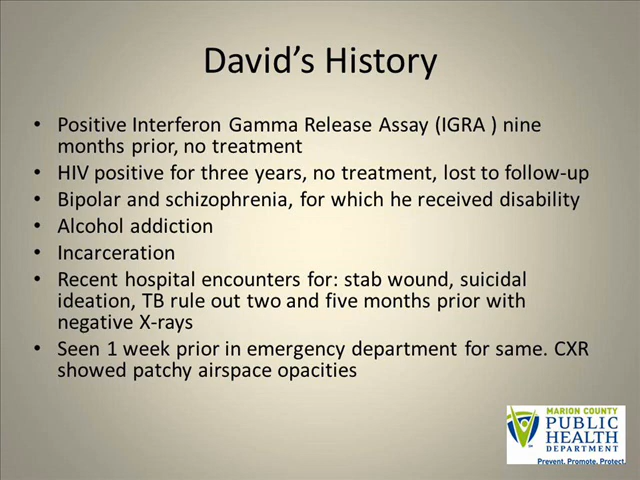 David’s History
• Positive Interferon Gamma Release Assay (IGRA ) nine
months prior, no treatment
• HIV positive for three years, no treatment, lost to follow-up
• Bipolar and schizophrenia, for which he received disability
• Alcohol addiction
• Incarceration
• Recent hospital encounters for: stab wound, suicidal
ideation, TB rule out two and five months prior with
negative X-rays
• Seen 1 week prior in emergency department for same. CXR
showed patchy airspace opacities
MARION COUNTY
PUBLIC
HEALTH
DEPARTMENT
Prevent. Promote. Protect.